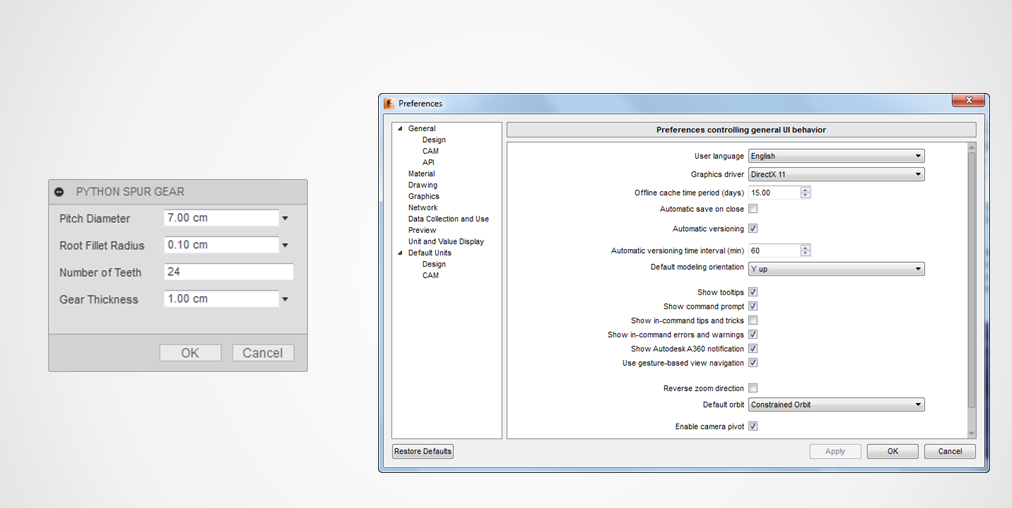 PYTHON SPUR GEAR
Pitch Diameter 7.00 cm
Root Fillet Radius 0.10 cm
Number of Teeth 24
Gear Thickness 1.00 cm
OK Cancel
Preferences
General
Design
CAM
API
Material
Drawing
Graphics
Network
Data Collection and Use
Preview
Unit and Value Display
Default Units
Design
CAM
Preferences controlling general UI behavior
User language English
Graphics driver DirectX 11
Offline cache time period (days) 15.00
Automatic save on close
Automatic versioning
Automatic versioning time interval (min) 60
Default modeling orientation Y up
Show tooltips
Show command prompt
Show in-command tips and tricks
Show in-command errors and warnings
Show Autodesk A360 notification
Use gesture-based view navigation
Reverse zoom direction
Default orbit Constrained Orbit
Enable camera pivot
Restore Defaults Apply OK Cancel